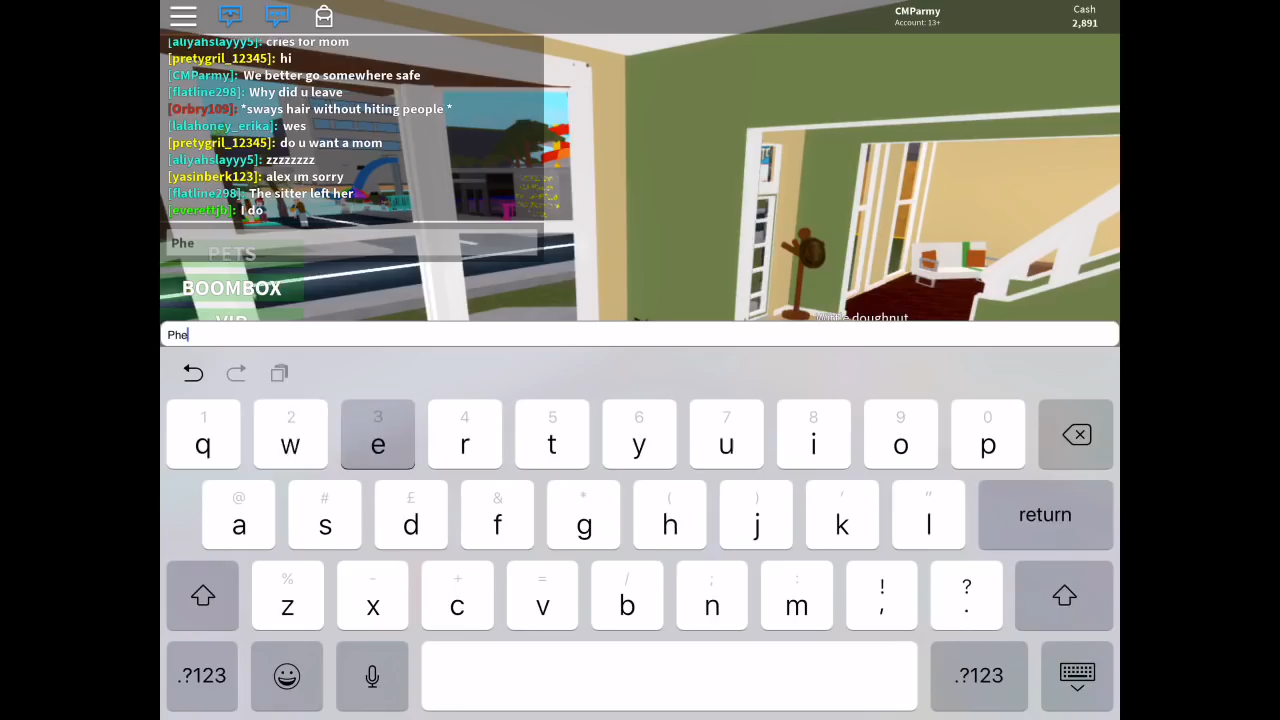 CMParmy
Account: 13+
Cash
2,891
[aliyahslayyy5]: cries for mom
[pretygril_12345]: hi
[CMParmy]: We better go somewhere safe
[flatline298]: Why did u leave
[Orbry109]: *sways hair without hiting people *
[lalahoney_erika]: wes
[pretygril_12345]: do u want a mom
[aliyahslayyy5]: zzzzzzzz
[yasinberk123]: alex ım sorry
[flatline298]: The sitter left her
[everettjb]: I do
Phe
PETS
BOOMBOX
VIP
doughnut
Phe
1 2 3 4 5 6 7 8 9 0
q w e r t y u i o p
@ # £ & * ( ) ' "
a s d f g h j k l return
% - + = / ; : ! ?
z x c v b n m , .
.?123 .?123